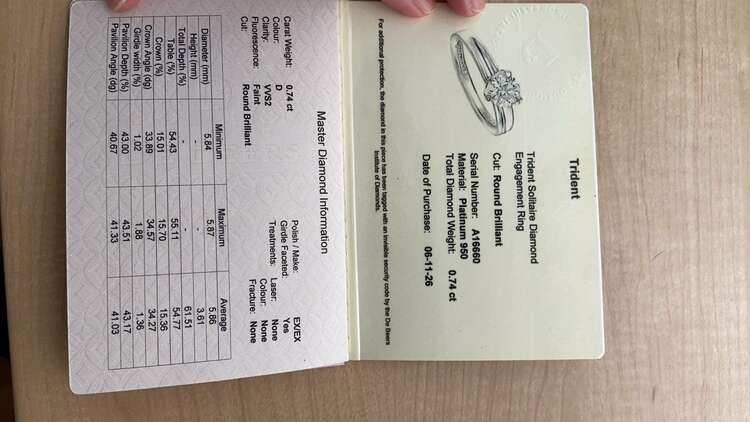 Trident
Trident Solitaire Diamond
Engagement Ring
Cut: Round Brilliant
Serial Number: A16660
Material: Platinum 950
Total Diamond Weight: 0.74 ct
Date of Purchase: 06-11-26
For additional protection, the diamond in this piece has been tagged with an invisible security code by the De Beers
Institute of Diamonds.
Master Diamond Information
Carat Weight: 0.74 ct Polish / Make: EX/EX
Colour: D Girdle Faceted: Yes
Clarity: VVS2 Treatments: Laser: None
Fluorescence: Faint Colour: None
Cut: Round Brilliant Fracture: None
Minimum Maximum Average
Diameter (mm) 5.84 5.87 5.86
Height (mm) - - 3.61
Total Depth (%) - - 61.51
Table (%) 54.43 55.11 54.77
Crown (%) 15.01 15.70 15.36
Crown Angle (dg) 33.89 34.57 34.27
Girdle width (%) 1.02 1.88 1.36
Pavilion Depth (%) 43.00 43.51 43.17
Pavilion Angle (dg) 40.67 41.33 41.03